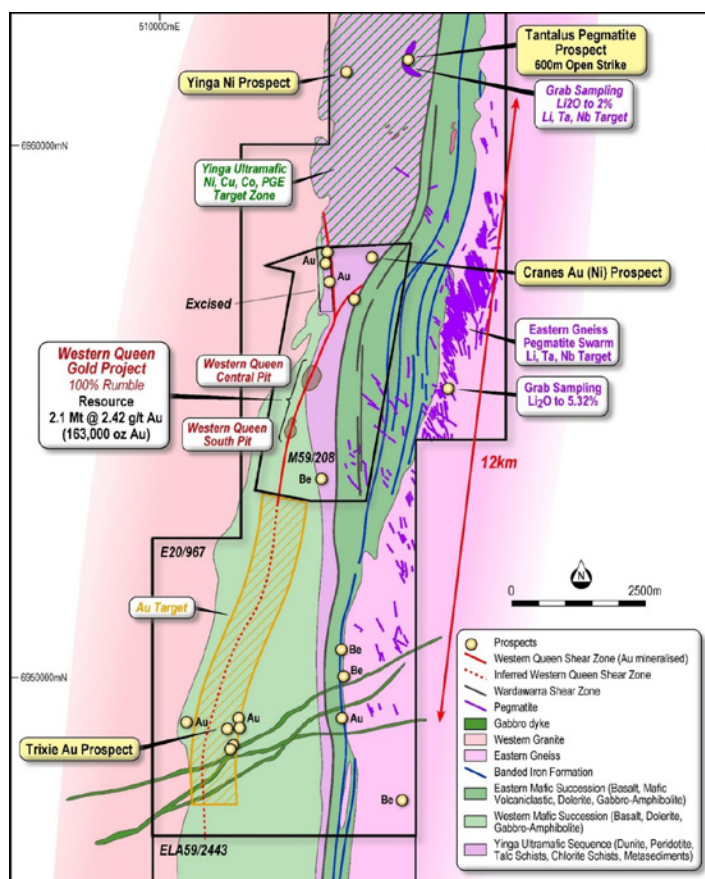 510000mE
Tantalus Pegmatite
Prospect
600m Open Strike
Yinga Ni Prospect
Grab Sampling
Li2O to 2%
Li, Ta, Nb Target
6960000mN
Yinga Ultramafic
Ni, Cu, Co, PGE
Target Zone
Au
Au
Cranes Au (Ni) Prospect
Excised
Eastern Gneiss
Pegmatite Swarm
Li, Ta, Nb Target
Western Queen
Gold Project
100% Rumble
Resource
2.1 Mt @ 2.42 g/t Au
(163,000 oz Au)
Western Queen
Central Pit
Grab Sampling
Li₂O to 5.32%
Western Queen
South Pit
M59/208
12km
Be
E20/967
N
0 2500m
Au Target
Be
Be
6950000mN
Au
Au
Au
Trixie Au Prospect
Be
ELA59/2443
Prospects
Western Queen Shear Zone (Au mineralised)
Inferred Western Queen Shear Zone
Wardawarra Shear Zone
Pegmatite
Gabbro dyke
Western Granite
Eastern Gneiss
Banded Iron Formation
Eastern Mafic Succession (Basalt, Mafic
Volcaniclastic, Dolerite, Gabbro-Amphibolite)
Western Mafic Succession (Basalt, Dolerite,
Gabbro-Amphibolite)
Yinga Ultramafic Sequence (Dunite, Peridotite,
Talc Schists, Chlorite Schists, Metasediments)